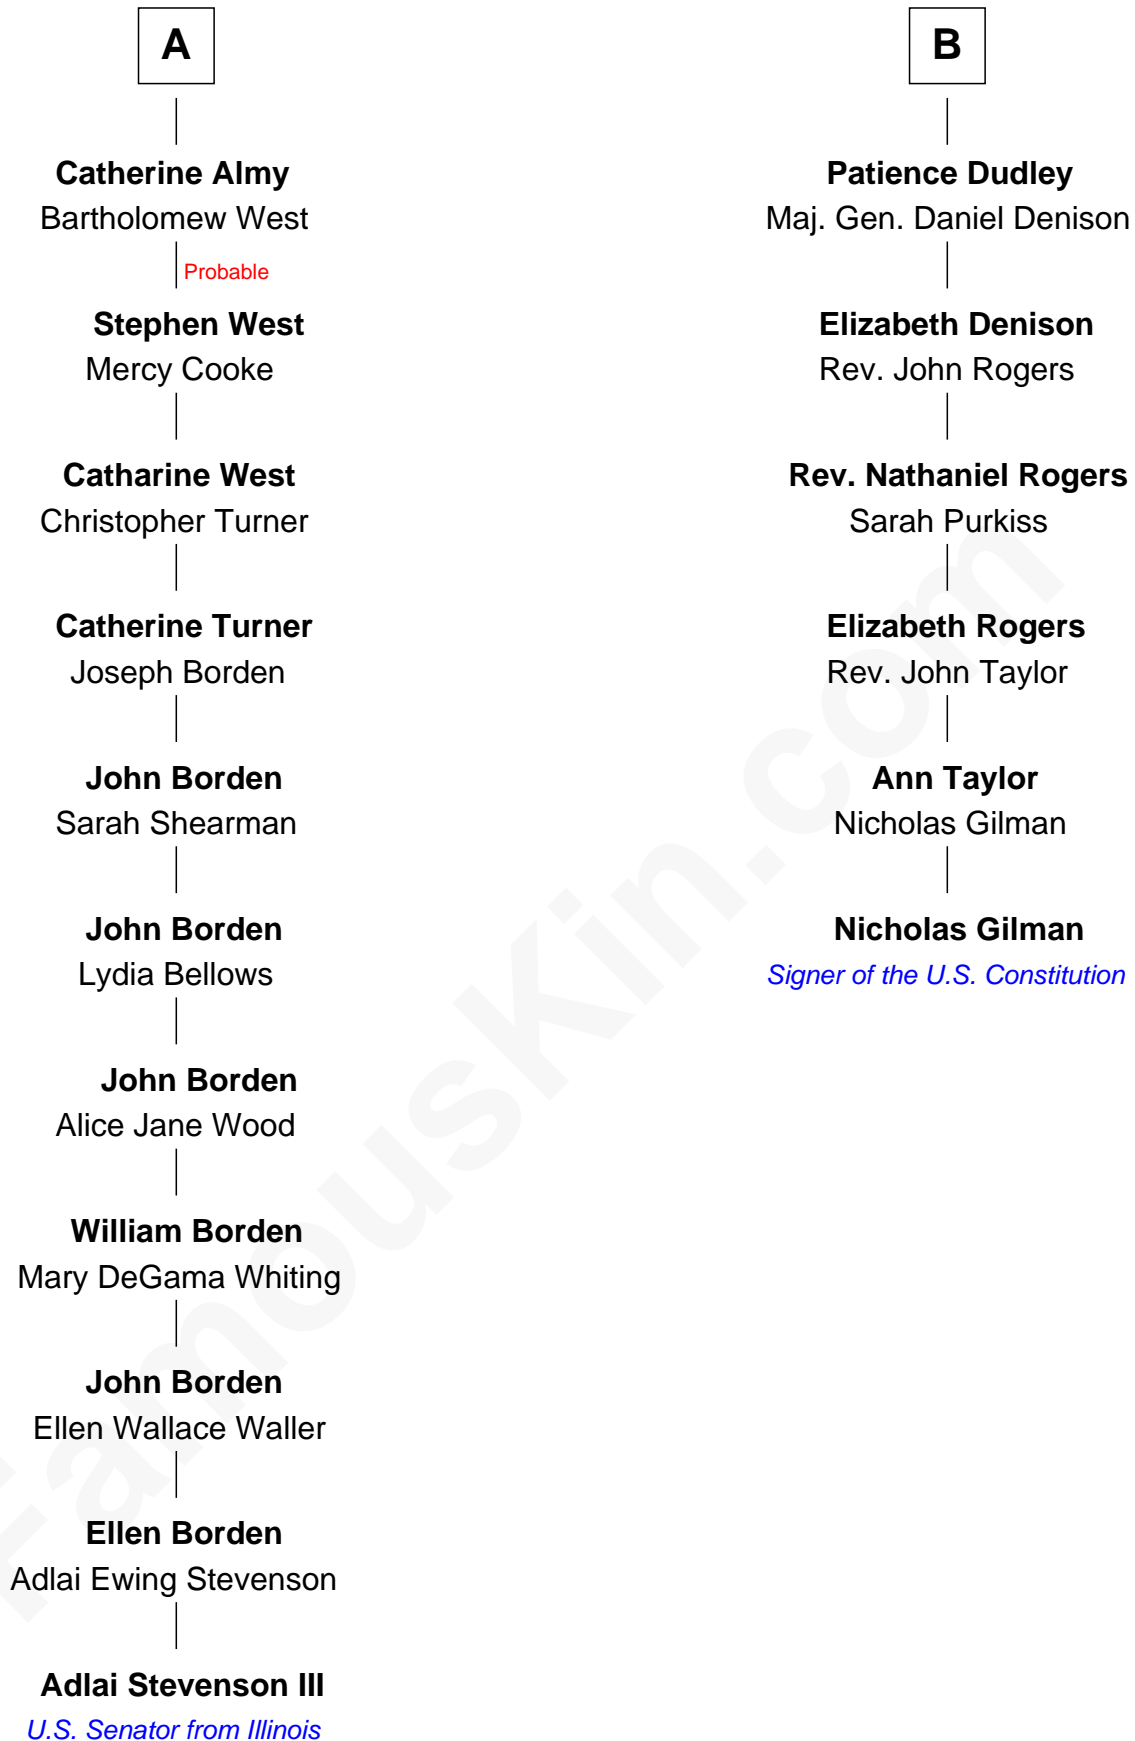 A
Catherine Almy
Bartholomew West
Probable
Stephen West
Mercy Cooke
Catharine West
Christopher Turner
Catherine Turner
Joseph Borden
John Borden
Sarah Shearman
John Borden
Lydia Bellows
John Borden
Alice Jane Wood
William Borden
Mary DeGama Whiting
John Borden
Ellen Wallace Waller
Ellen Borden
Adlai Ewing Stevenson
Adlai Stevenson III
U.S. Senator from Illinois
B
Patience Dudley
Maj. Gen. Daniel Denison
Elizabeth Denison
Rev. John Rogers
Rev. Nathaniel Rogers
Sarah Purkiss
Elizabeth Rogers
Rev. John Taylor
Ann Taylor
Nicholas Gilman
Nicholas Gilman
Signer of the U.S. Constitution
FamousKin.com